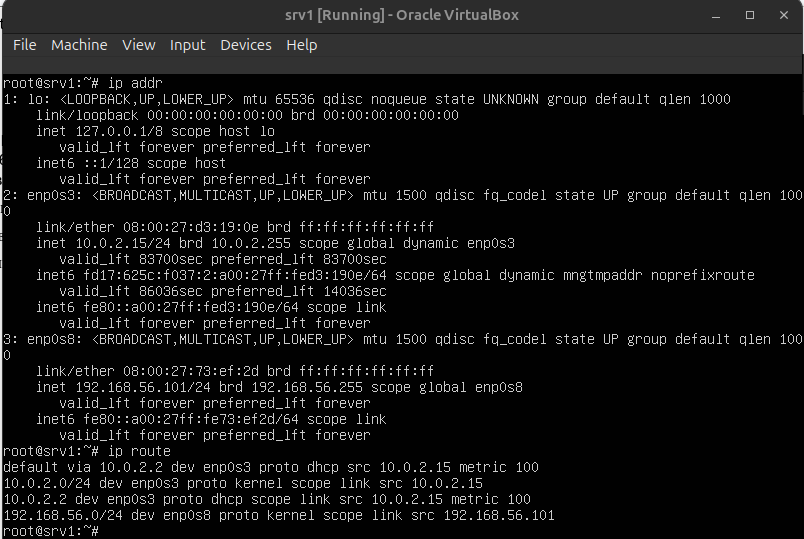 srv1 [Running] - Oracle VirtualBox
File Machine View Input Devices Help
root@srv1:~# ip addr
1: lo: <LOOPBACK,UP,LOWER_UP> mtu 65536 qdisc noqueue state UNKNOWN group default qlen 1000
    link/loopback 00:00:00:00:00:00 brd 00:00:00:00:00:00
    inet 127.0.0.1/8 scope host lo
       valid_lft forever preferred_lft forever
    inet6 ::1/128 scope host
       valid_lft forever preferred_lft forever
2: enp0s3: <BROADCAST,MULTICAST,UP,LOWER_UP> mtu 1500 qdisc fq_codel state UP group default qlen 100
0
    link/ether 08:00:27:d3:19:0e brd ff:ff:ff:ff:ff:ff
    inet 10.0.2.15/24 brd 10.0.2.255 scope global dynamic enp0s3
       valid_lft 83700sec preferred_lft 83700sec
    inet6 fd17:625c:f037:2:a00:27ff:fed3:190e/64 scope global dynamic mngtmpaddr noprefixroute
       valid_lft 86036sec preferred_lft 14036sec
    inet6 fe80::a00:27ff:fed3:190e/64 scope link
       valid_lft forever preferred_lft forever
3: enp0s8: <BROADCAST,MULTICAST,UP,LOWER_UP> mtu 1500 qdisc fq_codel state UP group default qlen 100
0
    link/ether 08:00:27:73:ef:2d brd ff:ff:ff:ff:ff:ff
    inet 192.168.56.101/24 brd 192.168.56.255 scope global enp0s8
       valid_lft forever preferred_lft forever
    inet6 fe80::a00:27ff:fe73:ef2d/64 scope link
       valid_lft forever preferred_lft forever
root@srv1:~# ip route
default via 10.0.2.2 dev enp0s3 proto dhcp src 10.0.2.15 metric 100
10.0.2.0/24 dev enp0s3 proto kernel scope link src 10.0.2.15
10.0.2.2 dev enp0s3 proto dhcp scope link src 10.0.2.15 metric 100
192.168.56.0/24 dev enp0s8 proto kernel scope link src 192.168.56.101
root@srv1:~#